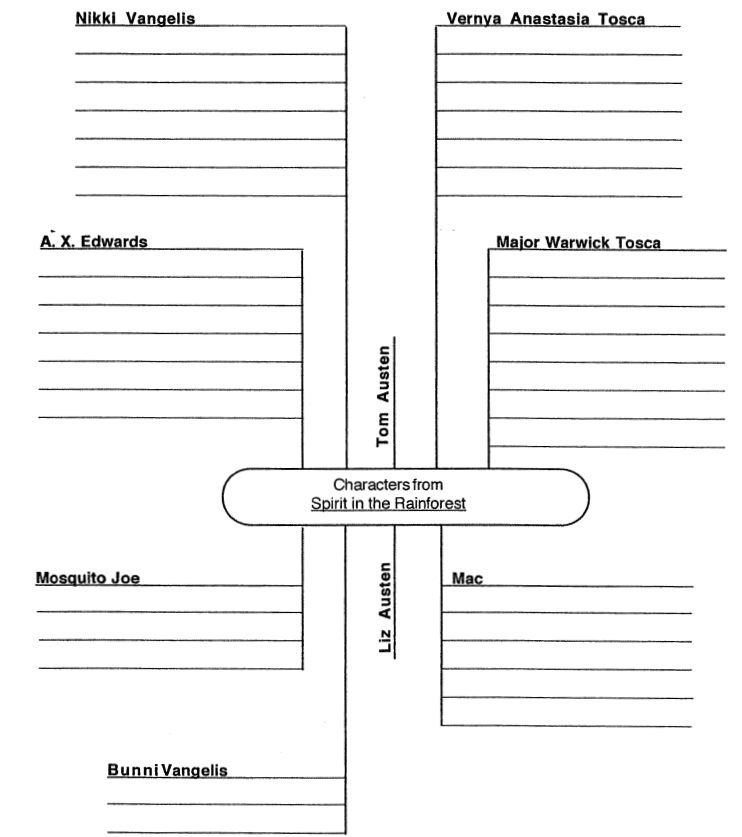 Nikki Vangelis
Vernya Anastasia Tosca
A. X. Edwards
Major Warwick Tosca
Tom Austen
Characters from
Spirit in the Rainforest
Liz Austen
Mosquito Joe
Mac
Bunni Vangelis